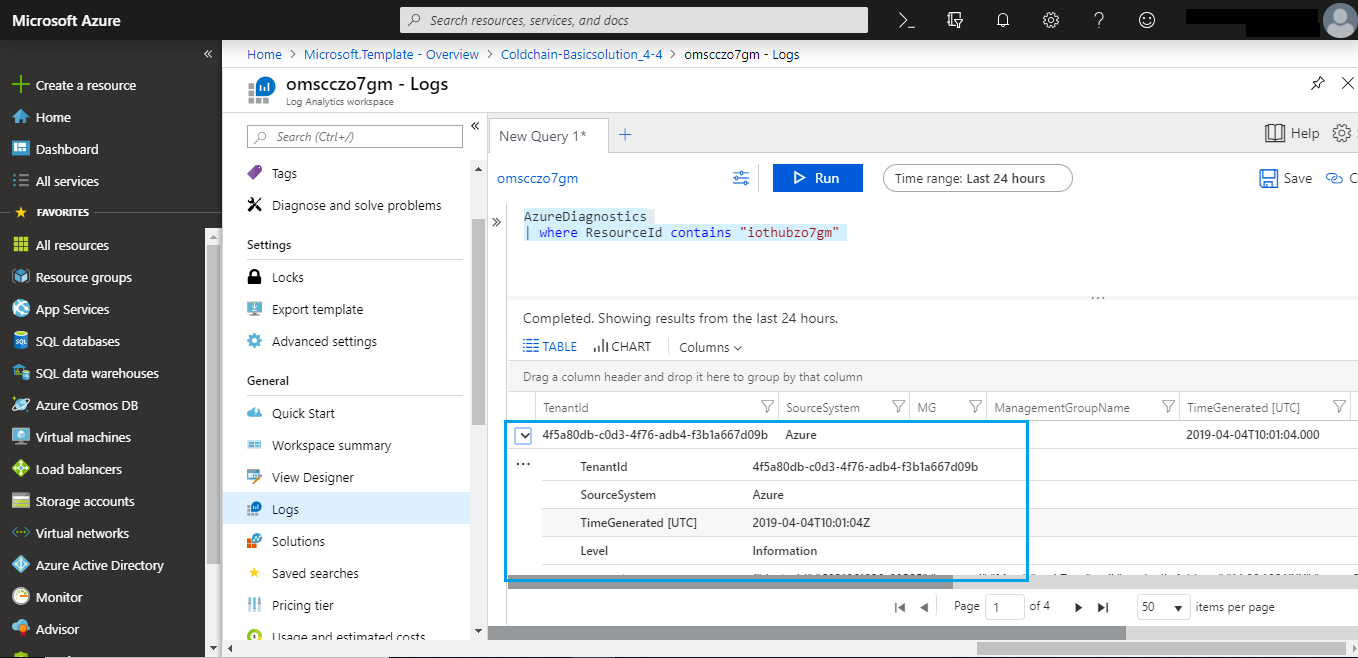 Microsoft Azure
Search resources, services, and docs
«
Create a resource
Home
Dashboard
All services
FAVORITES
All resources
Resource groups
App Services
SQL databases
SQL data warehouses
Azure Cosmos DB
Virtual machines
Load balancers
Storage accounts
Virtual networks
Azure Active Directory
Monitor
Advisor
Home > Microsoft.Template - Overview > Coldchain-Basicsolution_4-4 > omscczo7gm - Logs
omscczo7gm - Logs
Log Analytics workspace
Search (Ctrl+/)
«
Tags
Diagnose and solve problems
Settings
Locks
Export template
Advanced settings
General
Quick Start
Workspace summary
View Designer
Logs
Solutions
Saved searches
Pricing tier
Usage and estimated costs
New Query 1*
+
Help
omscczo7gm
Run
Time range: Last 24 hours
Save
C
»
AzureDiagnostics
| where ResourceId contains "iothubzo7gm"
...
Completed. Showing results from the last 24 hours.
TABLE CHART Columns
Drag a column header and drop it here to group by that column
TenantId SourceSystem MG ManagementGroupName TimeGenerated [UTC]
4f5a80db-c0d3-4f76-adb4-f3b1a667d09b Azure 2019-04-04T10:01:04.000
... TenantId 4f5a80db-c0d3-4f76-adb4-f3b1a667d09b
SourceSystem Azure
TimeGenerated [UTC] 2019-04-04T10:01:04Z
Level Information
Page 1 of 4 50 items per page